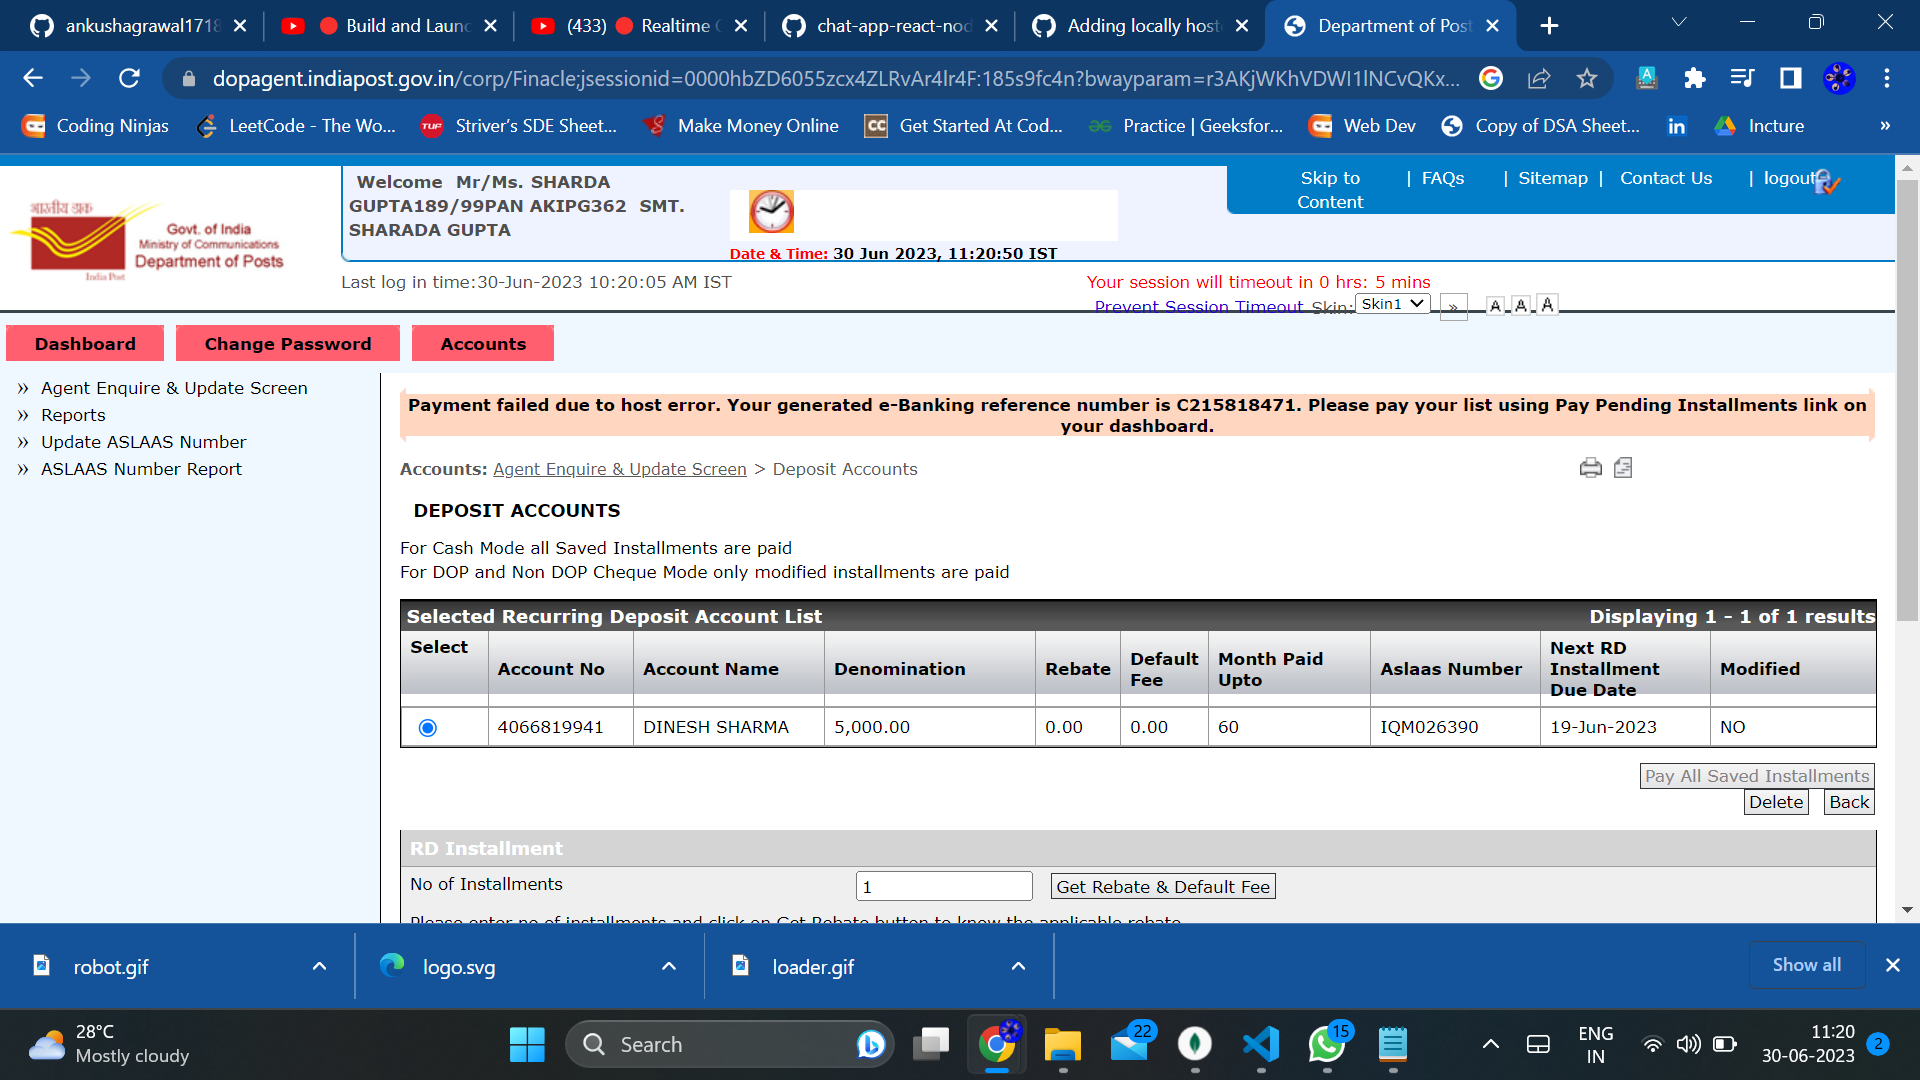 ankushagrawal1718
Build and Launc
(433) Realtime C
chat-app-react-nod
Adding locally host
Department of Post
dopagent.indiapost.gov.in/corp/Finacle;jsessionid=0000hbZD6055zcx4ZLRvAr4lr4F:185s9fc4n?bwayparam=r3AKjWKhVDWI1lNCvQKx...
Coding Ninjas LeetCode - The Wo... Striver's SDE Sheet... Make Money Online Get Started At Cod... Practice | Geeksfor... Web Dev Copy of DSA Sheet... in Incture »
TUF
CC
भारतीय डाक
India Post
Govt. of India
Ministry of Communications
Department of Posts
Welcome Mr/Ms. SHARDA
GUPTA189/99PAN AKIPG362 SMT.
SHARADA GUPTA
Date & Time: 30 Jun 2023, 11:20:50 IST
Skip to
Content
| FAQs | Sitemap | Contact Us | logout
Last log in time:30-Jun-2023 10:20:05 AM IST
Your session will timeout in 0 hrs: 5 mins
Prevent Session Timeout Skin: Skin1 » A A A
Dashboard Change Password Accounts
» Agent Enquire & Update Screen
» Reports
» Update ASLAAS Number
» ASLAAS Number Report
Payment failed due to host error. Your generated e-Banking reference number is C215818471. Please pay your list using Pay Pending Installments link on
your dashboard.
Accounts: Agent Enquire & Update Screen > Deposit Accounts
DEPOSIT ACCOUNTS
For Cash Mode all Saved Installments are paid
For DOP and Non DOP Cheque Mode only modified installments are paid
Selected Recurring Deposit Account List Displaying 1 - 1 of 1 results
Select Account No Account Name Denomination Rebate Default Fee Month Paid Upto Aslaas Number Next RD Installment Due Date Modified
4066819941 DINESH SHARMA 5,000.00 0.00 0.00 60 IQM026390 19-Jun-2023 NO
Pay All Saved Installments
Delete Back
RD Installment
No of Installments 1 Get Rebate & Default Fee
Please enter no of installments and click on Get Rebate button to know the applicable rebate
robot.gif logo.svg loader.gif Show all
28°C
Mostly cloudy
Search
22
15
ENG
IN
11:20
30-06-2023
2